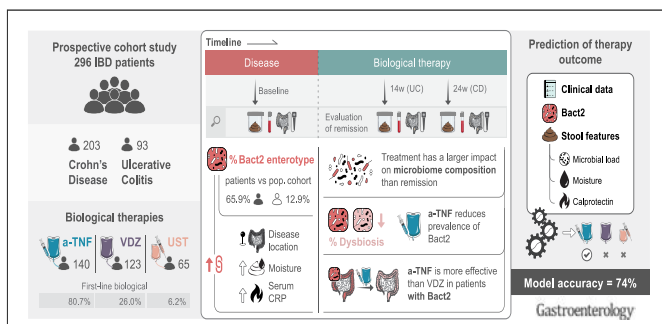 Prospective cohort study
296 IBD patients
203
93
Crohn's
Disease
Ulcerative
Colitis
Biological therapies
a-TNF
VDZ
UST
140
123
65
First-line biological
80.7%
26.0%
6.2%
Timeline
Disease
Biological therapy
Baseline
14w (UC)
24w (CD)
Evaluation
of remission
% Bact2 enterotype
patients vs pop. cohort
65.9%
12.9%
Disease
location
Moisture
Serum
CRP
Treatment has a larger impact
on microbiome composition
than remission
% Dysbiosis
a-TNF reduces
prevalence of
Bact2
a-TNF is more effective
than VDZ in patients
with Bact2
Prediction of therapy
outcome
Clinical data
Bact2
Stool features
Microbial load
Moisture
Calprotectin
Model accuracy = 74%
Gastroenterology